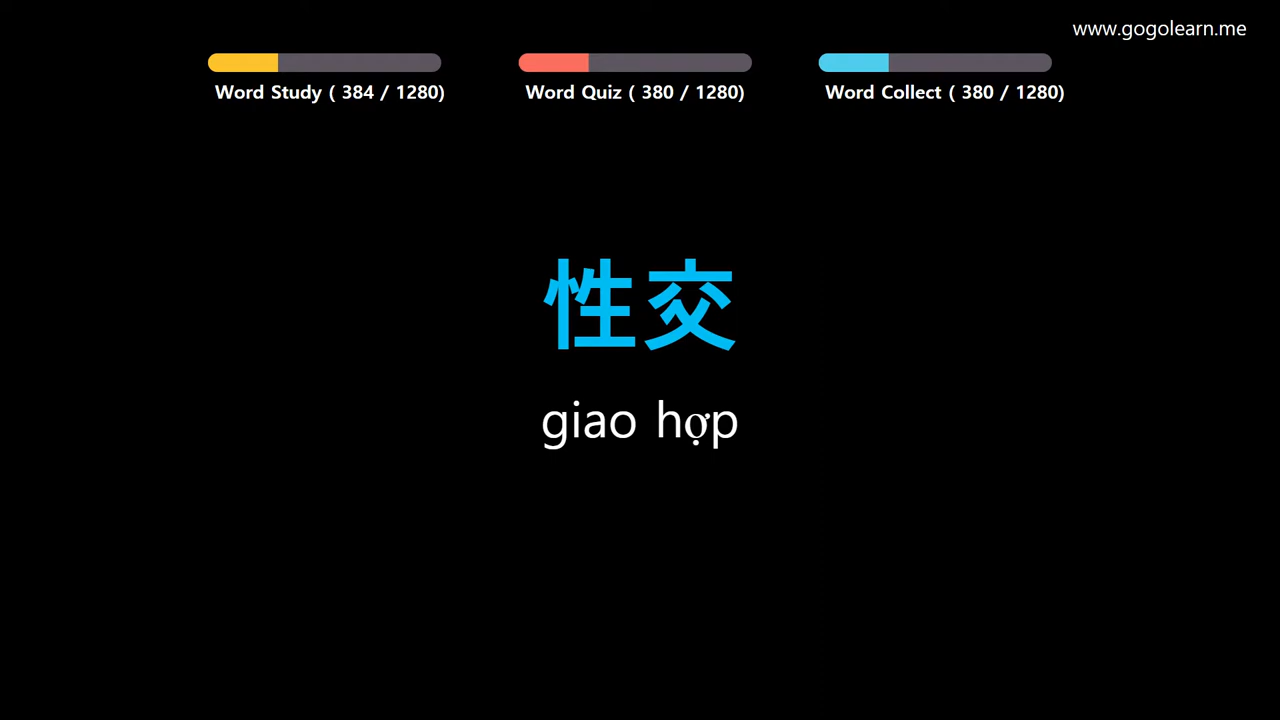 www.gogolearn.me
Word Study ( 384 / 1280)
Word Quiz ( 380 / 1280)
Word Collect ( 380 / 1280)
性交
giao hợp